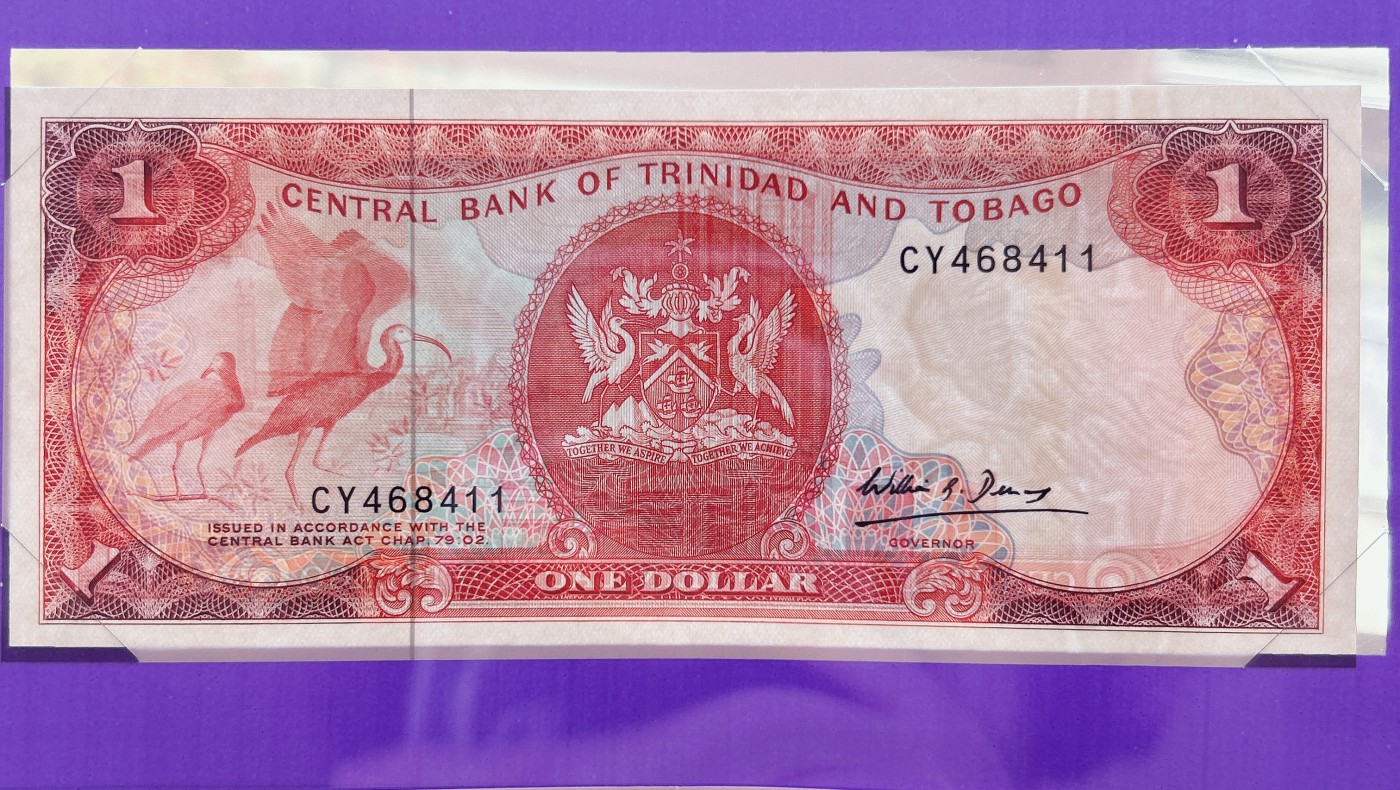 1
1
CENTRAL BANK OF TRINIDAD AND TOBAGO
CY468411
TOGETHER WE ASPIRE TOGETHER WE ACHIEVE
CY468411
ISSUED IN ACCORDANCE WITH THE
CENTRAL BANK ACT CHAP. 79:02.
GOVERNOR
1
ONE DOLLAR
1